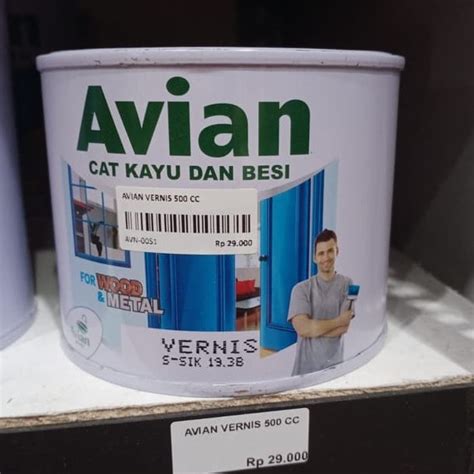 Avian
CAT KAYU DAN BESI
AVIAN VERNIS 500 CC
AVN-0051
Rp 29.000
FOR WOOD
& METAL
VERNIS
S-SIK 19.38
AVIAN VERNIS 500 CC
Rp 29.000